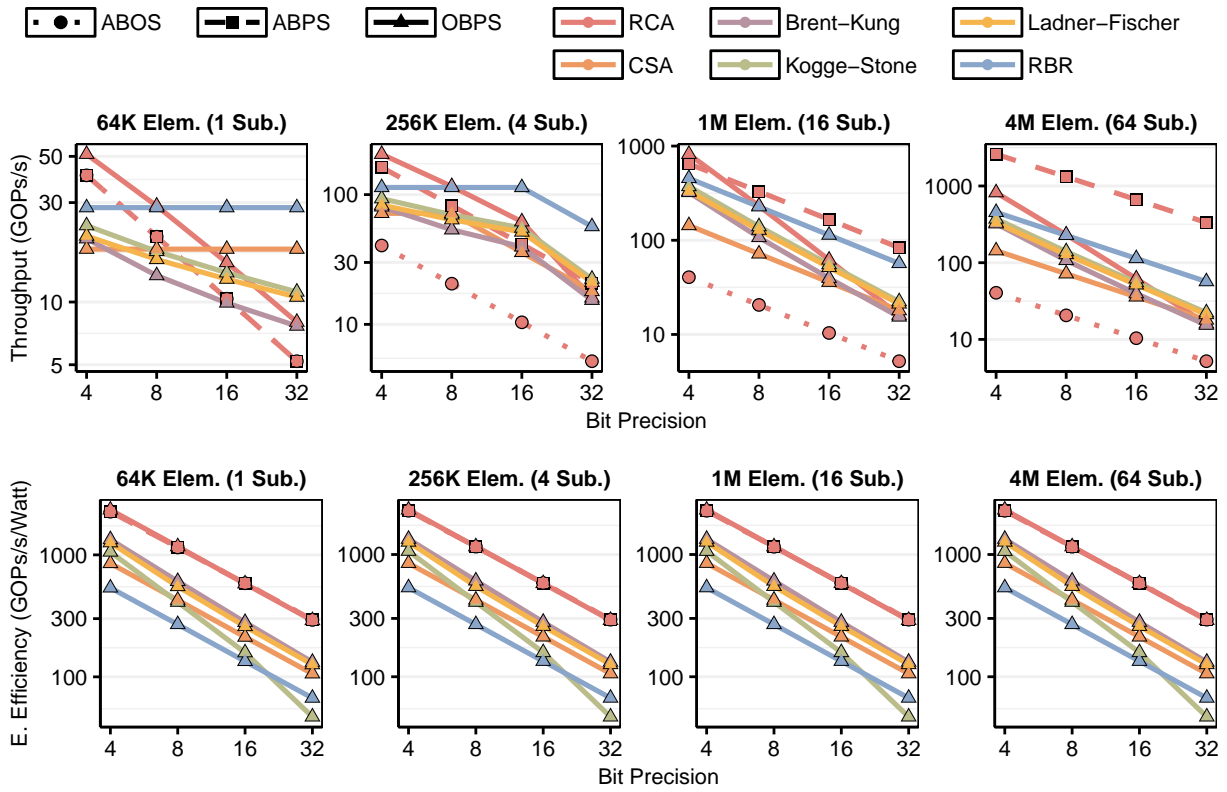 ABOS ABPS OBPS RCA Brent−Kung Ladner−Fischer
CSA Kogge−Stone RBR
64K Elem. (1 Sub.) 256K Elem. (4 Sub.) 1M Elem. (16 Sub.) 4M Elem. (64 Sub.)
Throughput (GOPs/s)
50
30
10
5
4 8 16 32
100
30
10
4 8 16 32
1000
100
10
4 8 16 32
1000
100
10
4 8 16 32
Bit Precision
64K Elem. (1 Sub.) 256K Elem. (4 Sub.) 1M Elem. (16 Sub.) 4M Elem. (64 Sub.)
E. Efficiency (GOPs/s/Watt)
1000
300
100
4 8 16 32
1000
300
100
4 8 16 32
1000
300
100
4 8 16 32
1000
300
100
4 8 16 32
Bit Precision